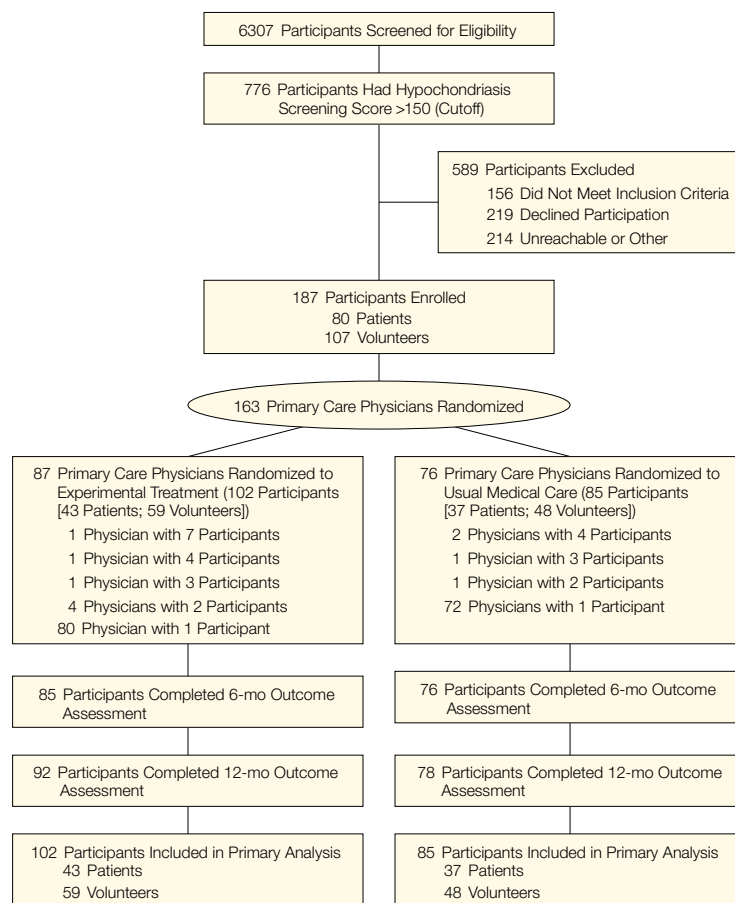 6307 Participants Screened for Eligibility
776 Participants Had Hypochondriasis
Screening Score >150 (Cutoff)
589 Participants Excluded
156 Did Not Meet Inclusion Criteria
219 Declined Participation
214 Unreachable or Other
187 Participants Enrolled
80 Patients
107 Volunteers
163 Primary Care Physicians Randomized
87 Primary Care Physicians Randomized to
Experimental Treatment (102 Participants
[43 Patients; 59 Volunteers])
1 Physician with 7 Participants
1 Physician with 4 Participants
1 Physician with 3 Participants
4 Physicians with 2 Participants
80 Physician with 1 Participant
76 Primary Care Physicians Randomized to
Usual Medical Care (85 Participants
[37 Patients; 48 Volunteers])
2 Physicians with 4 Participants
1 Physician with 3 Participants
1 Physician with 2 Participants
72 Physicians with 1 Participant
85 Participants Completed 6-mo Outcome
Assessment
76 Participants Completed 6-mo Outcome
Assessment
92 Participants Completed 12-mo Outcome
Assessment
78 Participants Completed 12-mo Outcome
Assessment
102 Participants Included in Primary Analysis
43 Patients
59 Volunteers
85 Participants Included in Primary Analysis
37 Patients
48 Volunteers